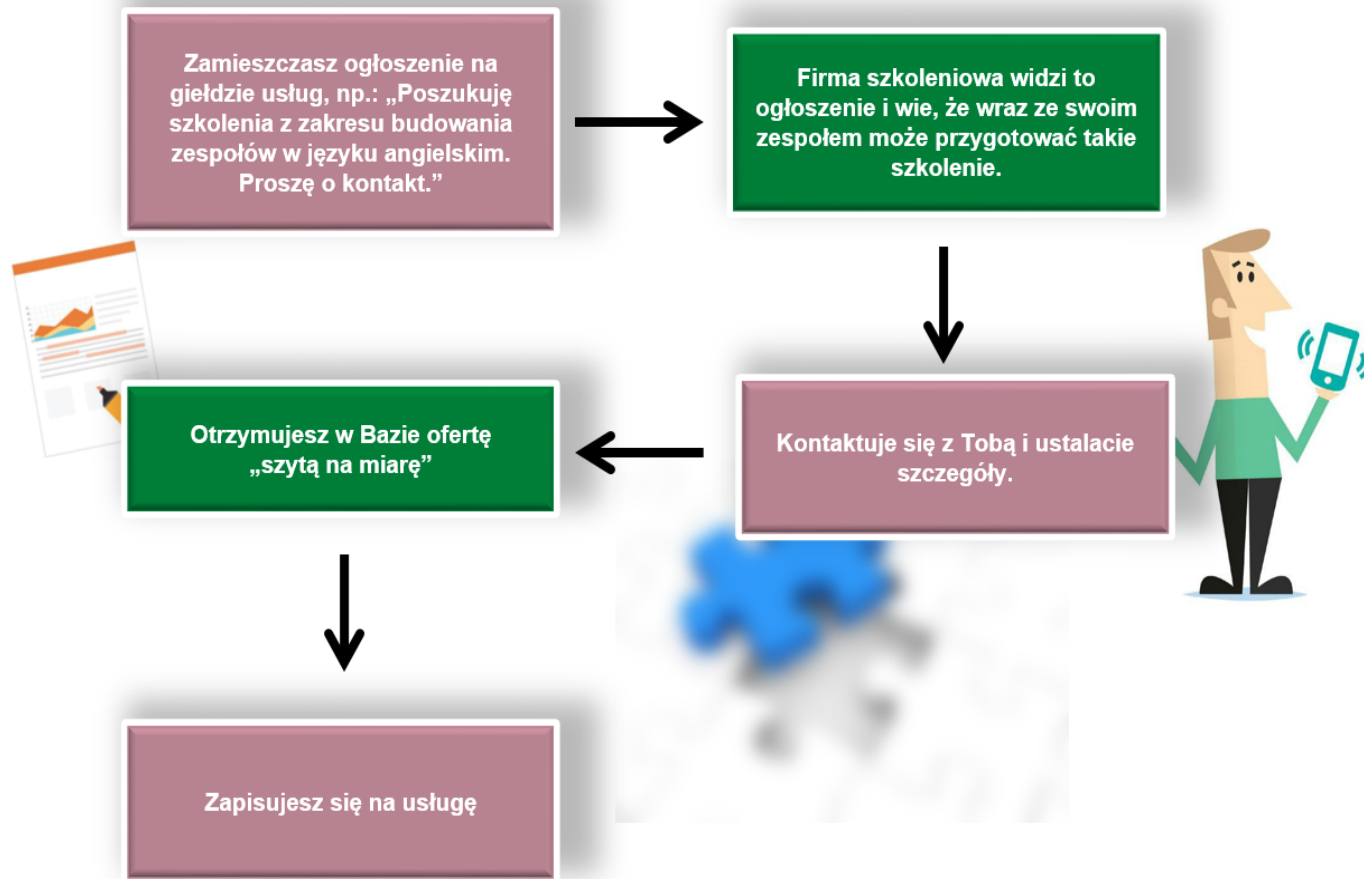 Zamieszczasz ogłoszenie na
giełdzie usług, np.: „Poszukuję
szkolenia z zakresu budowania
zespołów w języku angielskim.
Proszę o kontakt.”
Firma szkoleniowa widzi to
ogłoszenie i wie, że wraz ze swoim
zespołem może przygotować takie
szkolenie.
Kontaktuje się z Tobą i ustalacie
szczegóły.
Otrzymujesz w Bazie ofertę
„szytą na miarę”
Zapisujesz się na usługę